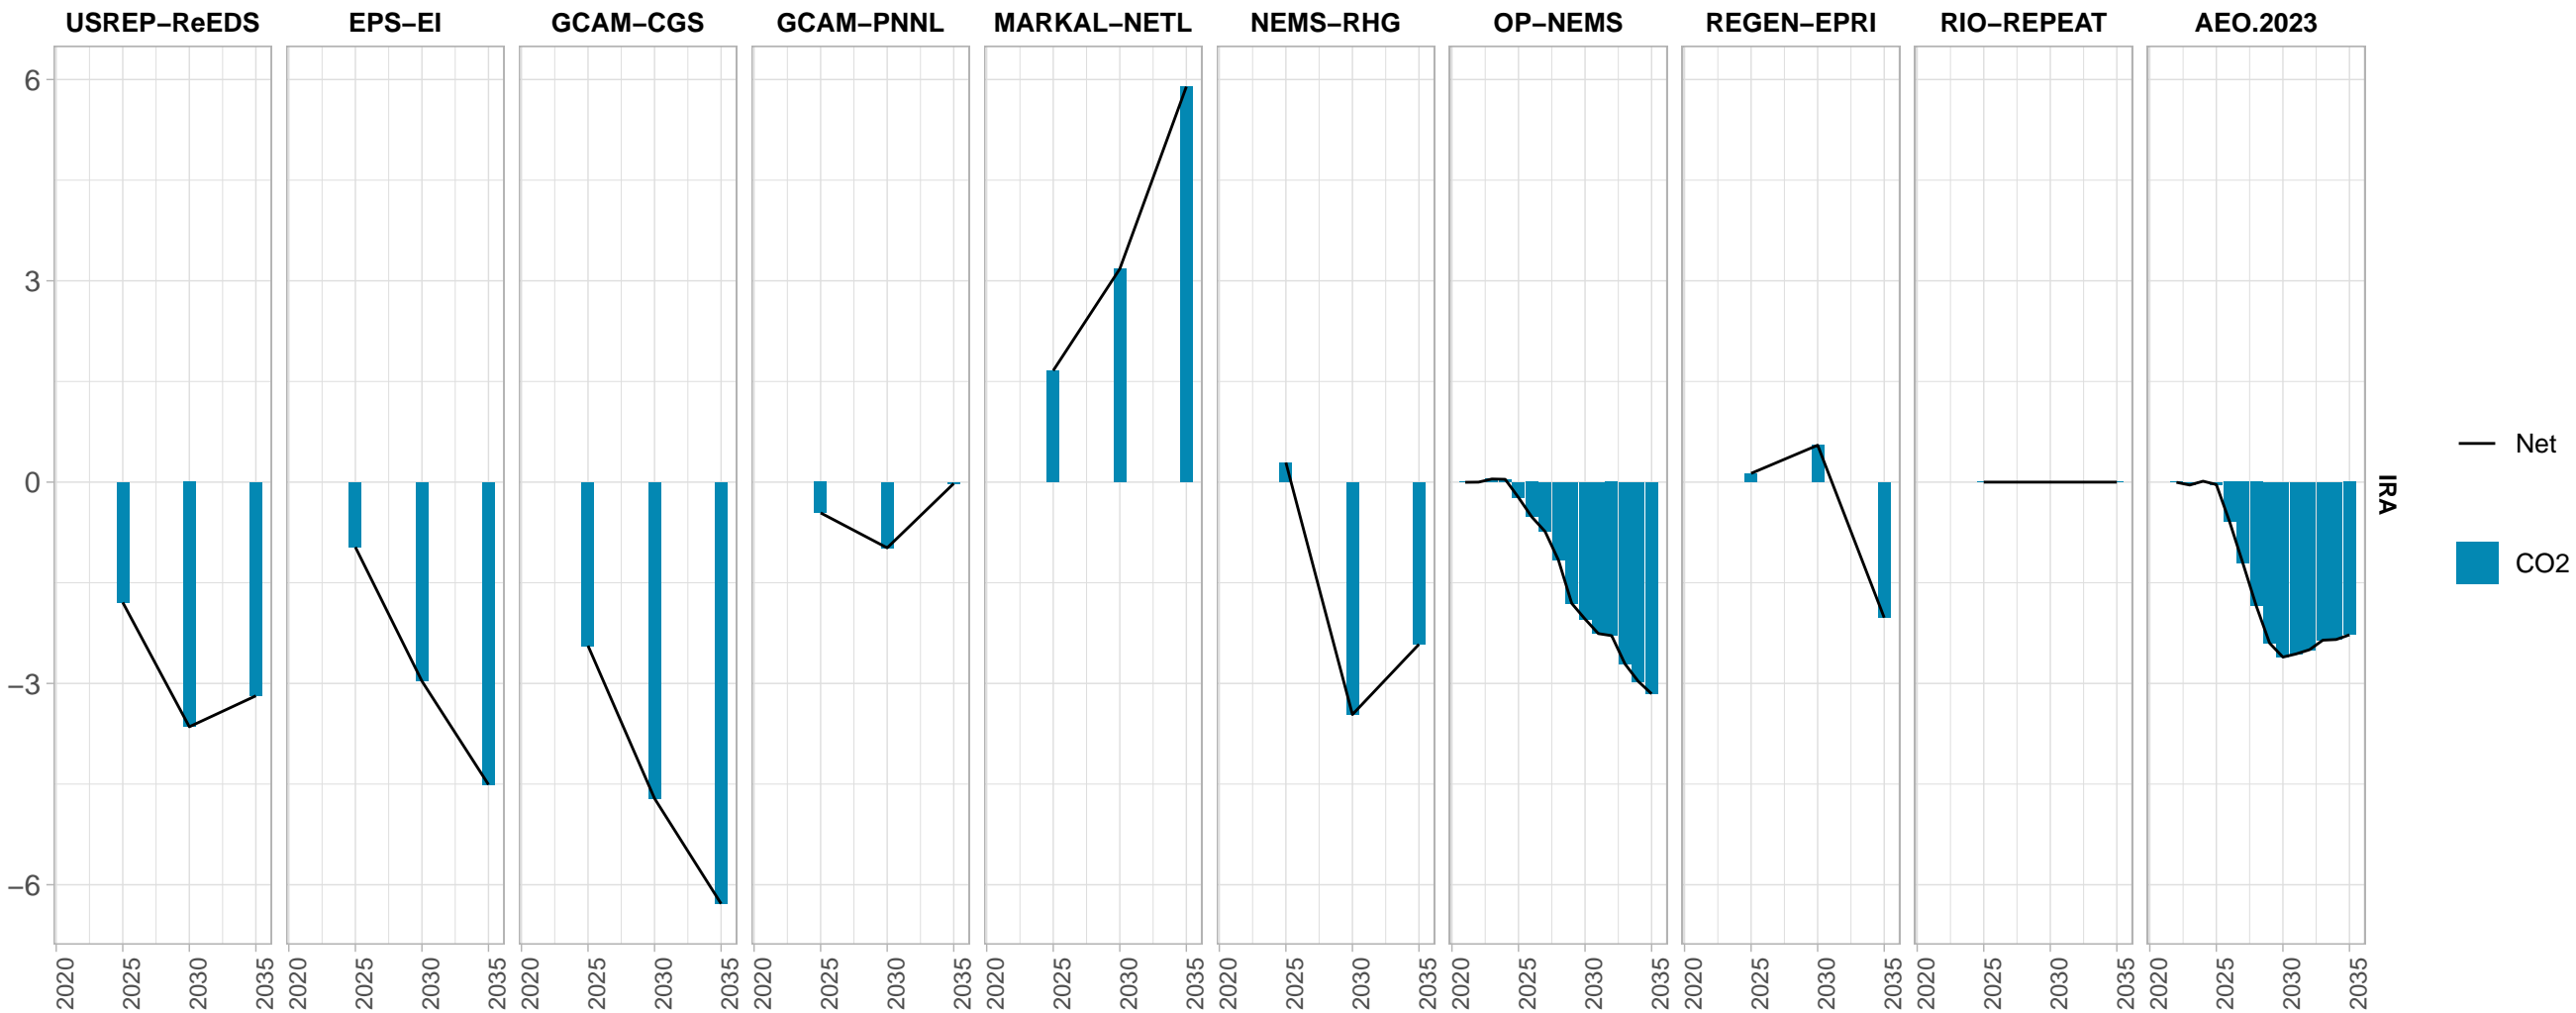 USREP−ReEDS EPS−EI GCAM−CGS GCAM−PNNL MARKAL−NETL NEMS−RHG OP−NEMS REGEN−EPRI RIO−REPEAT AEO.2023
6
3
0
−3
−6
IRA
Net
CO2
2020 2025 2030 2035 2020 2025 2030 2035 2020 2025 2030 2035 2020 2025 2030 2035 2020 2025 2030 2035 2020 2025 2030 2035 2020 2025 2030 2035 2020 2025 2030 2035 2020 2025 2030 2035 2020 2025 2030 2035